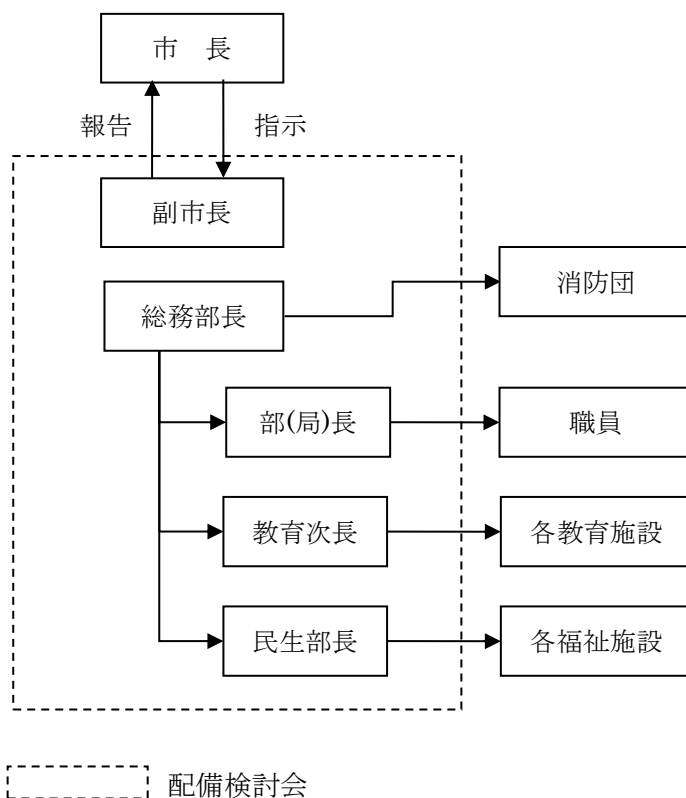 市　長
報告
指示
副市長
総務部長
消防団
部(局)長
職員
教育次長
各教育施設
民生部長
各福祉施設
配備検討会